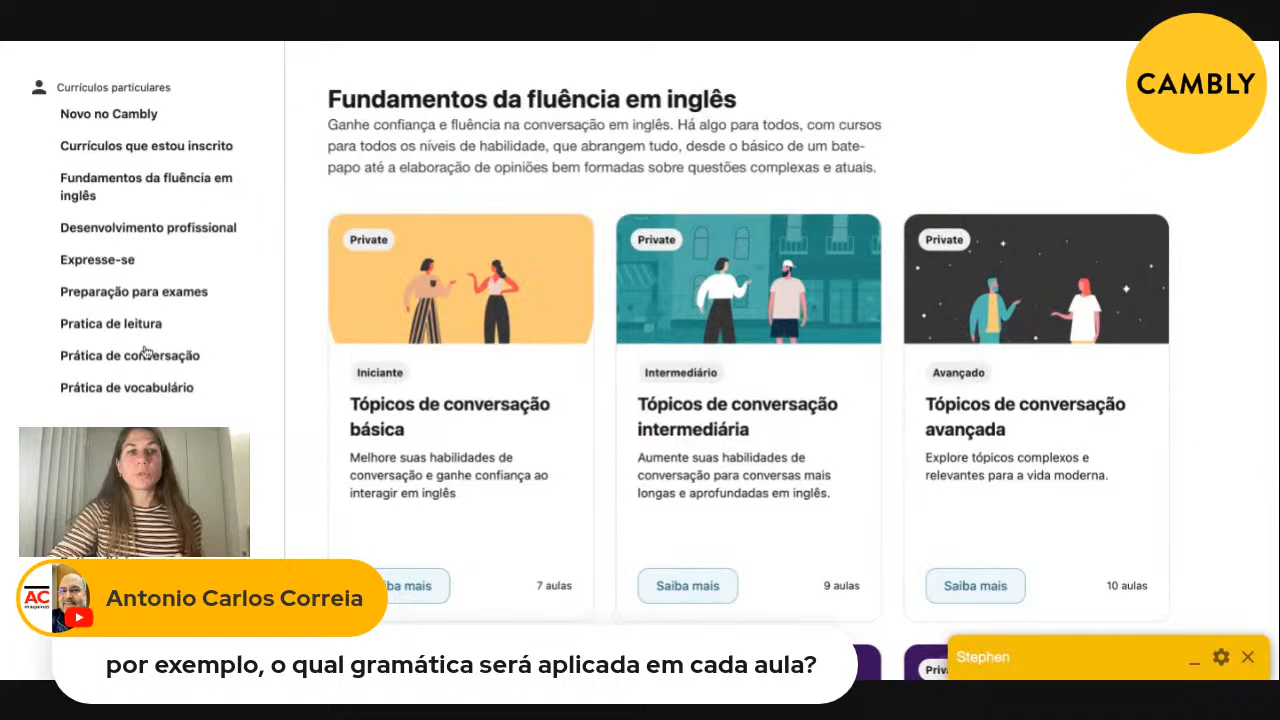 CAMBLY
Currículos particulares
Novo no Cambly
Currículos que estou inscrito
Fundamentos da fluência em
inglês
Desenvolvimento profissional
Expresse-se
Preparação para exames
Pratica de leitura
Prática de conversação
Prática de vocabulário
Fundamentos da fluência em inglês
Ganhe confiança e fluência na conversação em inglês. Há algo para todos, com cursos
para todos os níveis de habilidade, que abrangem tudo, desde o básico de um bate-
papo até a elaboração de opiniões bem formadas sobre questões complexas e atuais.
Private
Iniciante
Tópicos de conversação
básica
Melhore suas habilidades de
conversação e ganhe confiança ao
interagir em inglês
ba mais
7 aulas
Private
Intermediário
Tópicos de conversação
intermediária
Aumente suas habilidades de
conversação para conversas mais
longas e aprofundadas em inglês.
Saiba mais
9 aulas
Private
Avançado
Tópicos de conversação
avançada
Explore tópicos complexos e
relevantes para a vida moderna.
Saiba mais
10 aulas
Priva
Stephen
AC
Antonio Carlos Correia
por exemplo, o qual gramática será aplicada em cada aula?